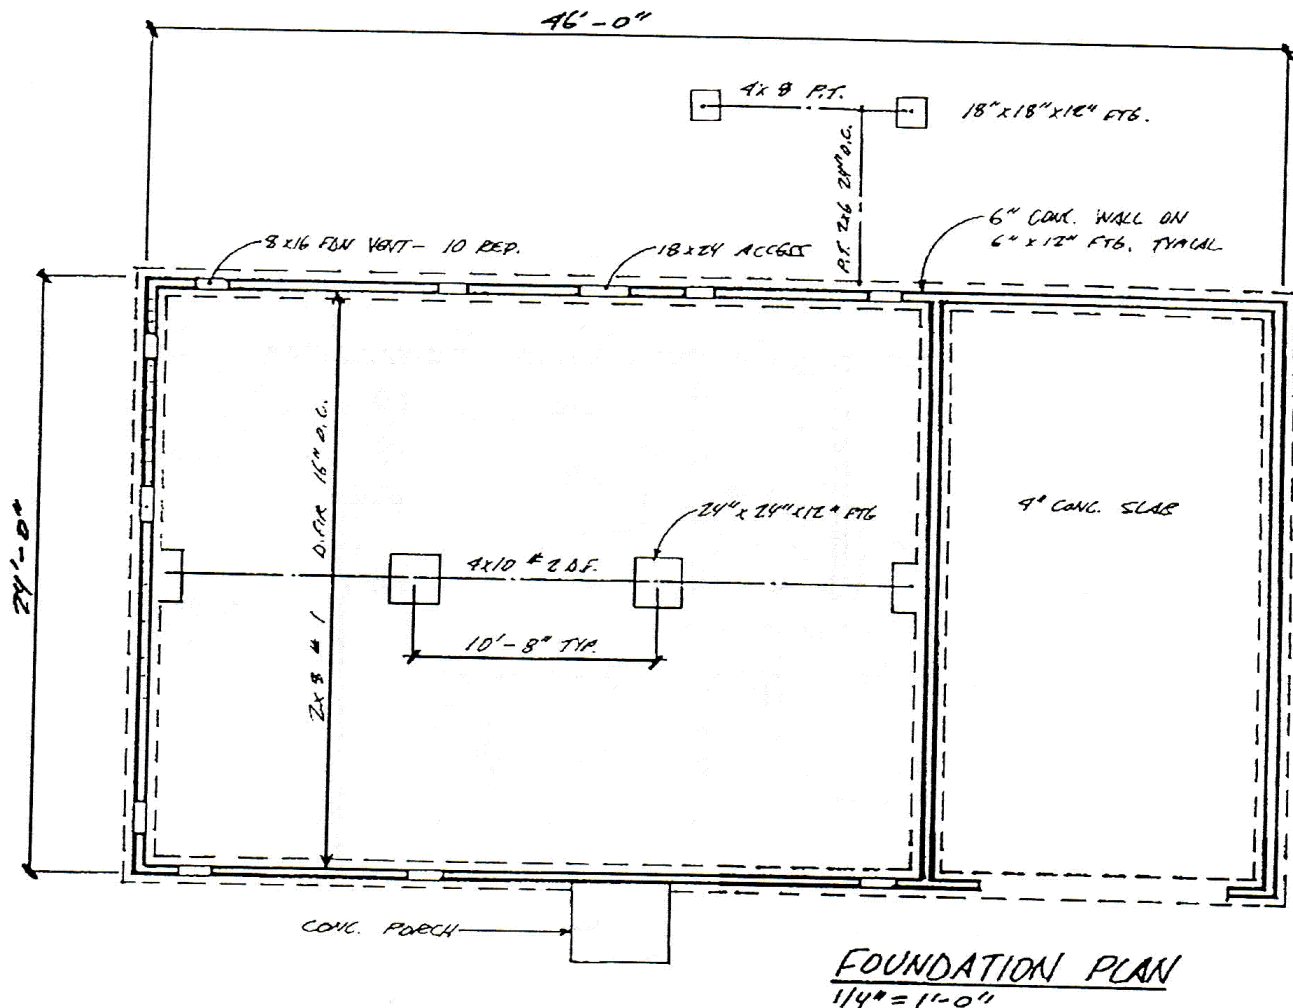 46'-0"
4x8 P.T.
18"x18"x12" FTG.
P.T. 2x6 24" O.C.
6" CONC. WALL ON
6" x 12" FTG. TYPICAL
8x16 FDN VENT - 10 REQ.
18x24 ACCESS
24'-0"
2x8 #1 D.FIR 16" O.C.
24" x 24" x 12" FTG
4x10 #2 D.F.
10'-8" TYP.
4" CONC. SLAB
CONC. PORCH
FOUNDATION PLAN
1/4" = 1'-0"